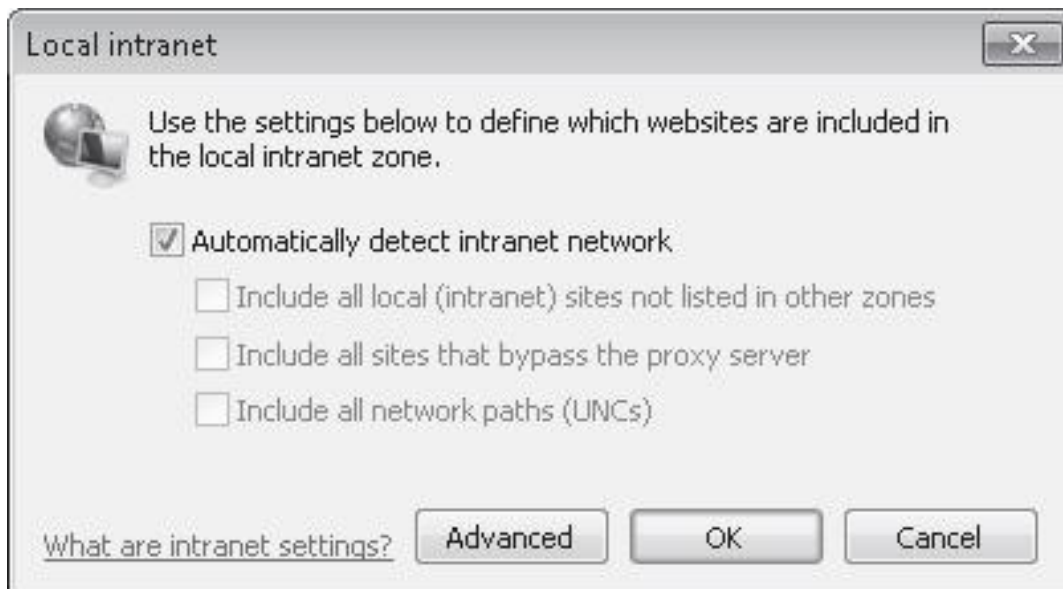 Local intranet
Use the settings below to define which websites are included in
the local intranet zone.
Automatically detect intranet network
Include all local (intranet) sites not listed in other zones
Include all sites that bypass the proxy server
Include all network paths (UNCs)
What are intranet settings?
Advanced
OK
Cancel